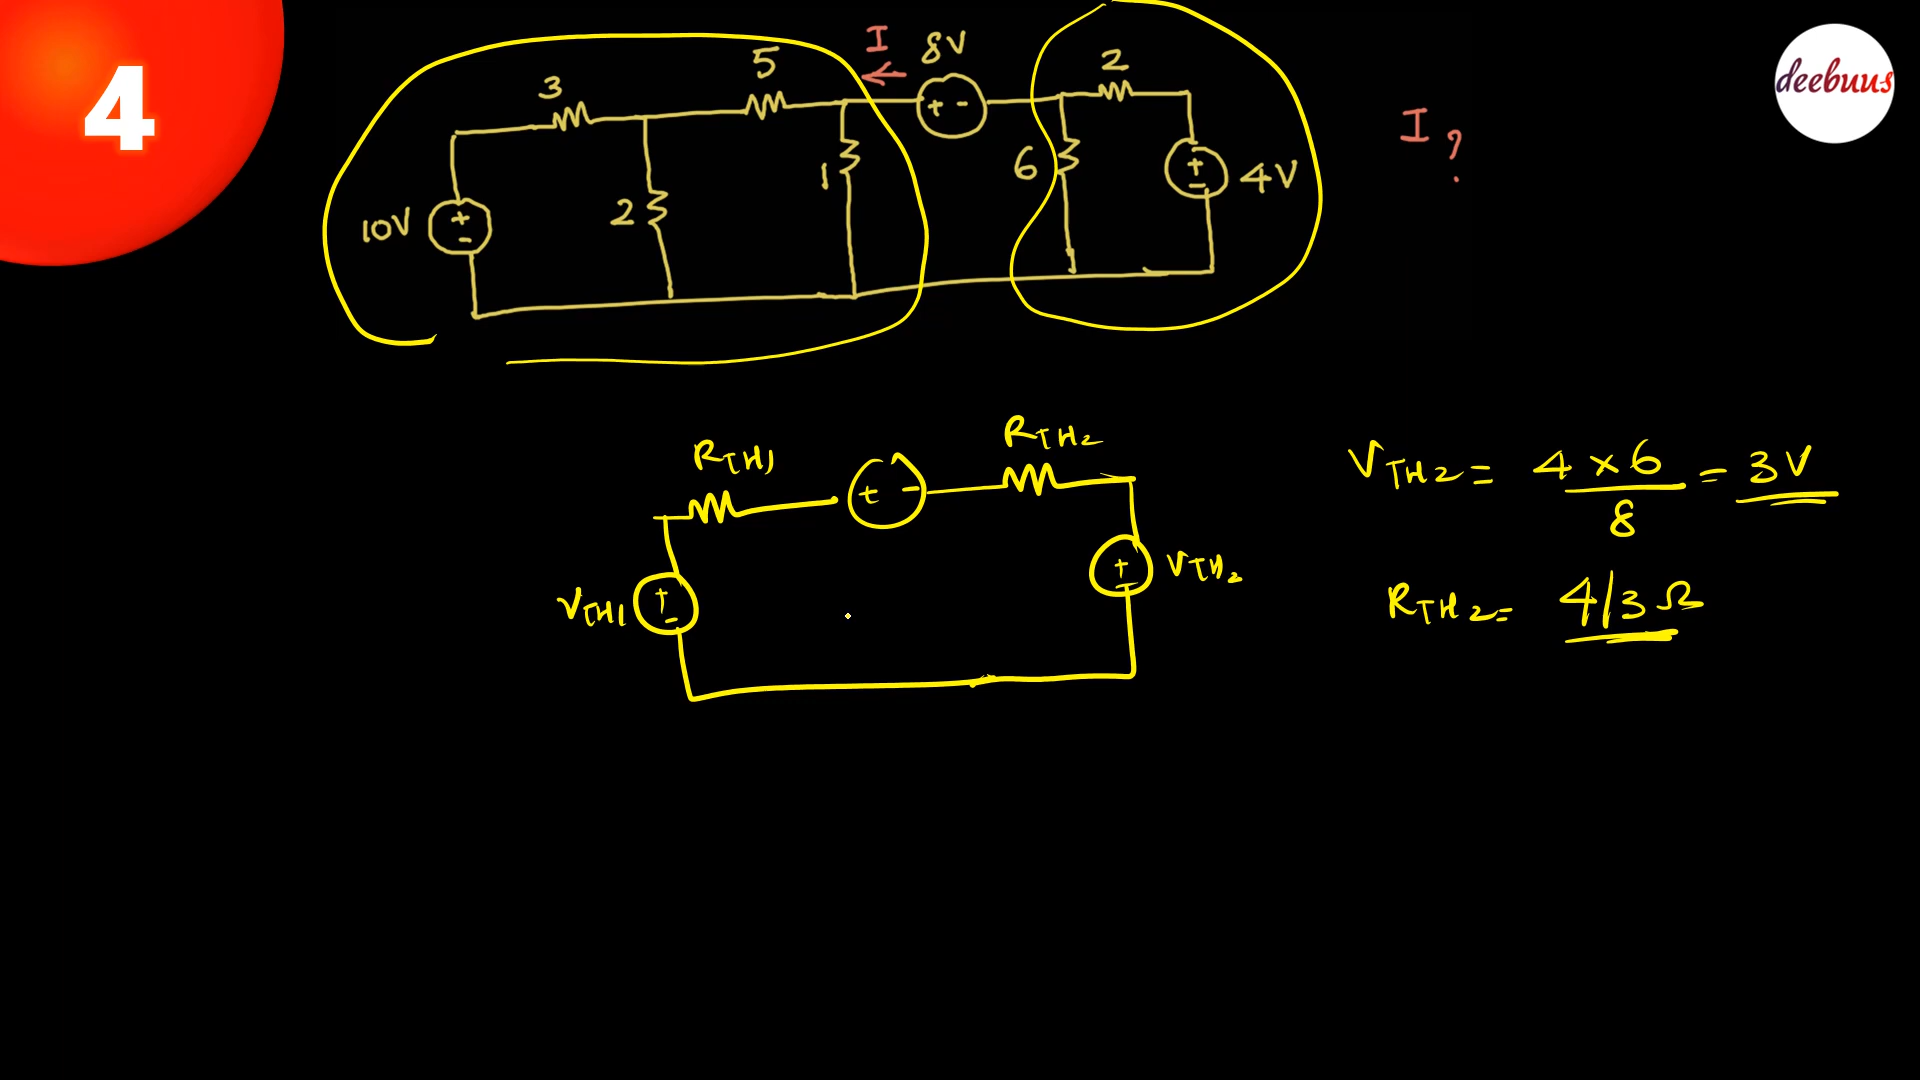 4
deebuus
I
8V
5
3
2
1
6
2
10V
4V
I ?
+ -
+
-
+
-
RTH1
RTH2
VTH1
VTH2
+ -
+
-
+
-
VTH2 = 4 × 6 / 8 = 3V
RTH2 = 4/3 Ω